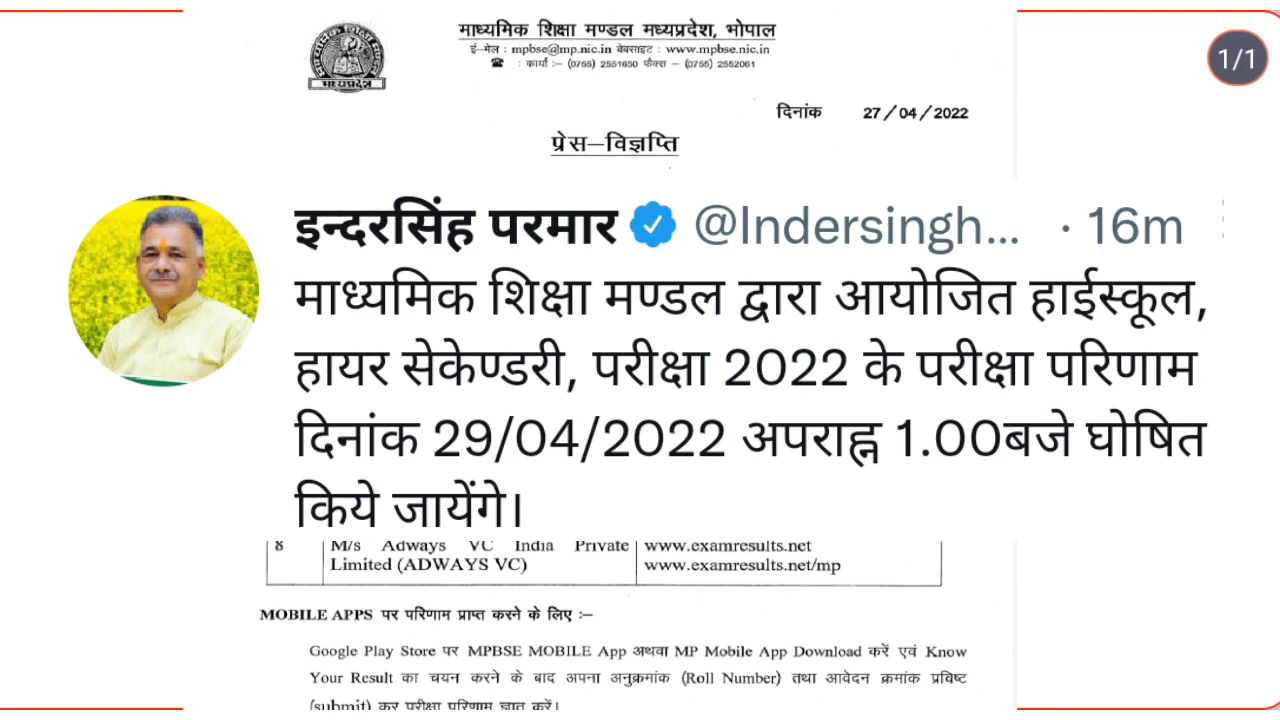 माध्यमिक शिक्षा मण्डल मध्यप्रदेश, भोपाल
ई–मेल : mpbse@mp.nic.in वेबसाइट : www.mpbse.nic.in
☎ : कार्या :– (0755) 2551650 फैक्स – (0755) 2552061
मध्यप्रदेश
1/1
दिनांक 27/04/2022
प्रेस–विज्ञप्ति
इन्दरसिंह परमार @Indersingh... · 16m
माध्यमिक शिक्षा मण्डल द्वारा आयोजित हाईस्कूल,
हायर सेकेण्डरी, परीक्षा 2022 के परीक्षा परिणाम
दिनांक 29/04/2022 अपराह्न 1.00बजे घोषित
किये जायेंगे।
8 M/s Adways VC India Private www.examresults.net
Limited (ADWAYS VC) www.examresults.net/mp
MOBILE APPS पर परिणाम प्राप्त करने के लिए :–
Google Play Store पर MPBSE MOBILE App अथवा MP Mobile App Download करें एवं Know
Your Result का चयन करने के बाद अपना अनुक्रमांक (Roll Number) तथा आवेदन क्रमांक प्रविष्ट
(submit) कर परीक्षा परिणाम ज्ञात करें।